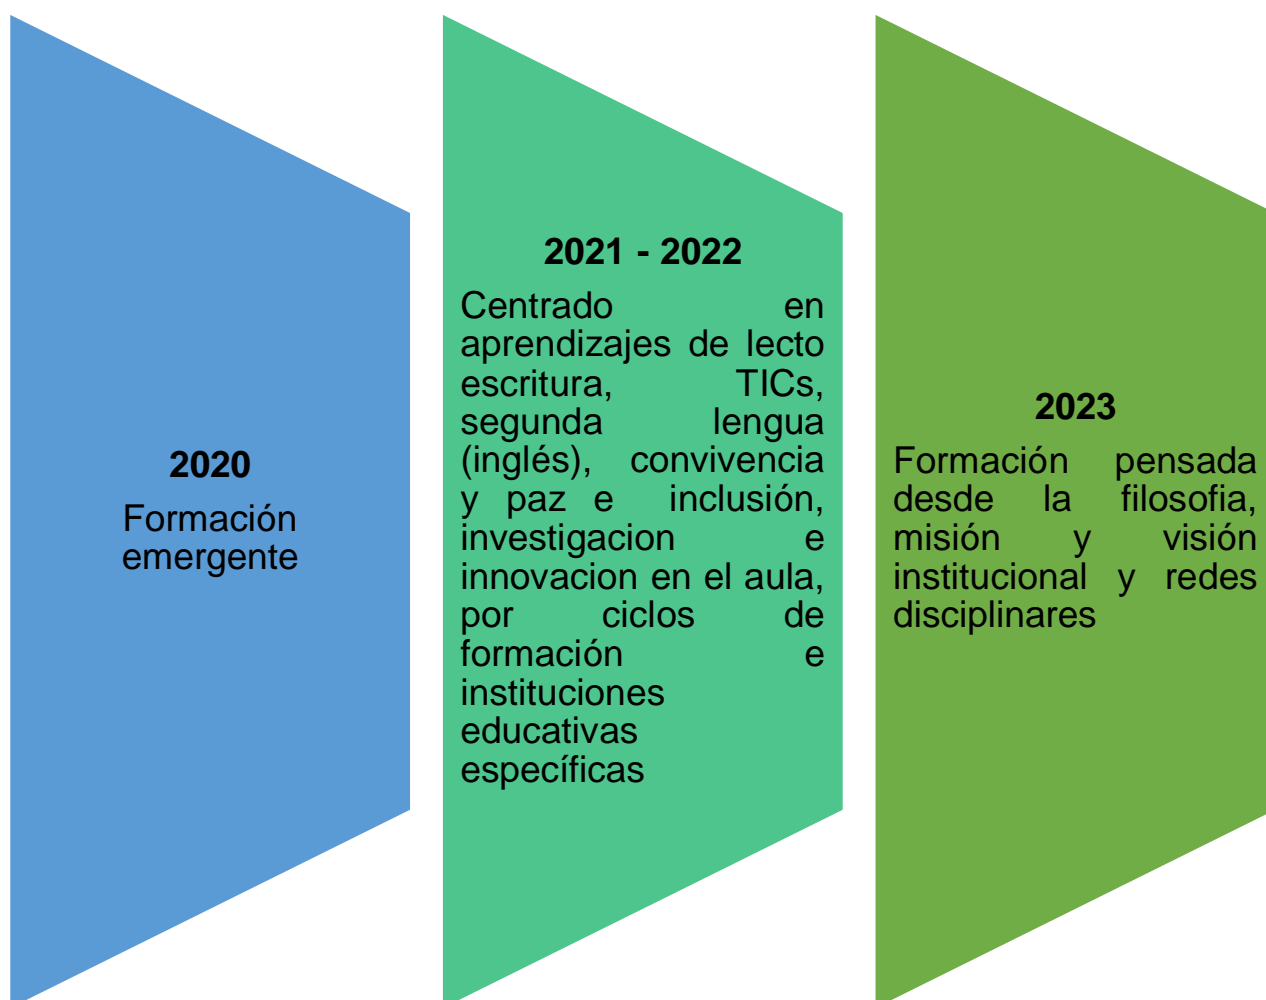 2020
Formación
emergente
2021 - 2022
Centrado en
aprendizajes de lecto
escritura, TICs,
segunda lengua
(inglés), convivencia
y paz e inclusión,
investigacion e
innovacion en el aula,
por ciclos de
formación e
instituciones
educativas
específicas
2023
Formación pensada
desde la filosofia,
misión y visión
institucional y redes
disciplinares